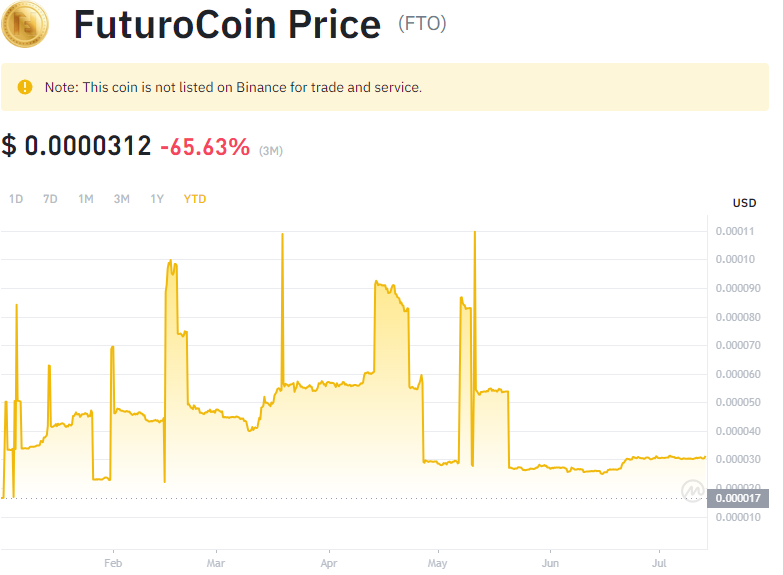 FuturoCoin Price (FTO)
Note: This coin is not listed on Binance for trade and service.
$ 0.0000312 -65.63% (3M)
1D 7D 1M 3M 1Y YTD
USD
0.00011
0.00010
0.000090
0.000080
0.000070
0.000060
0.000050
0.000040
0.000030
0.000020
0.000017
0.000010
Feb Mar Apr May Jun Jul